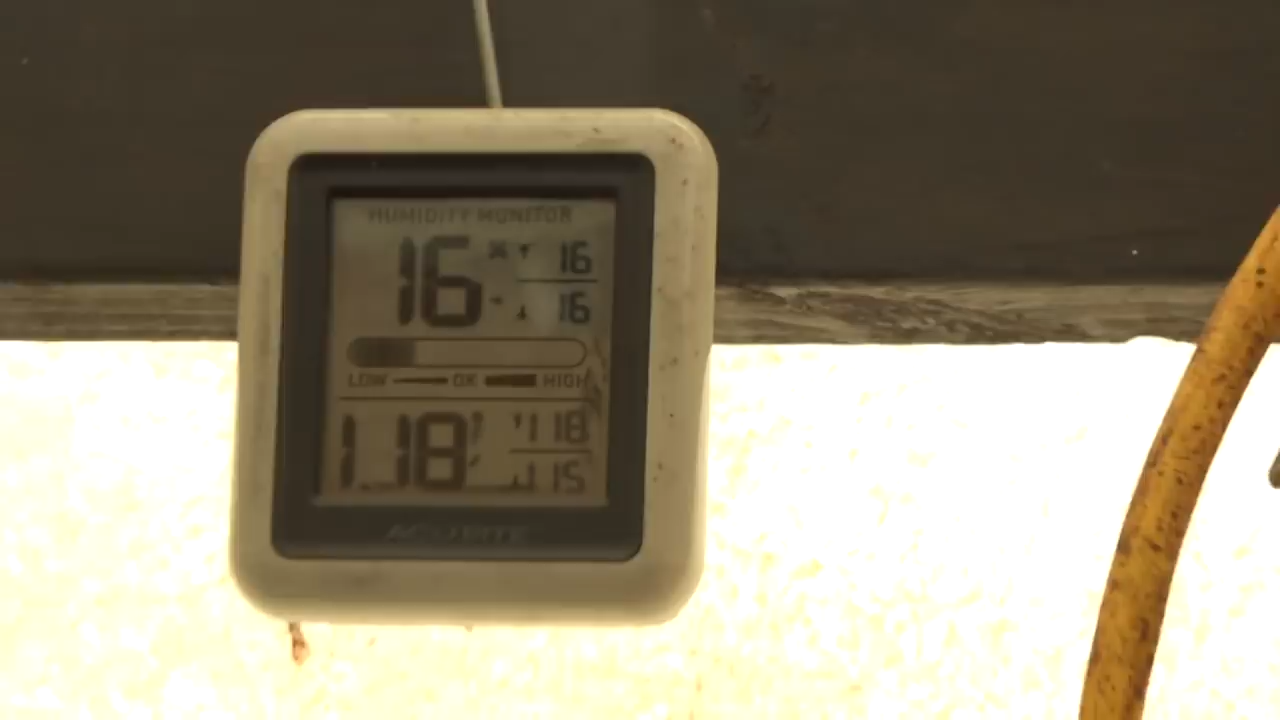 HUMIDITY MONITOR
16 % 16
16
LOW OK HIGH
118 °F 118
115
ACURITE